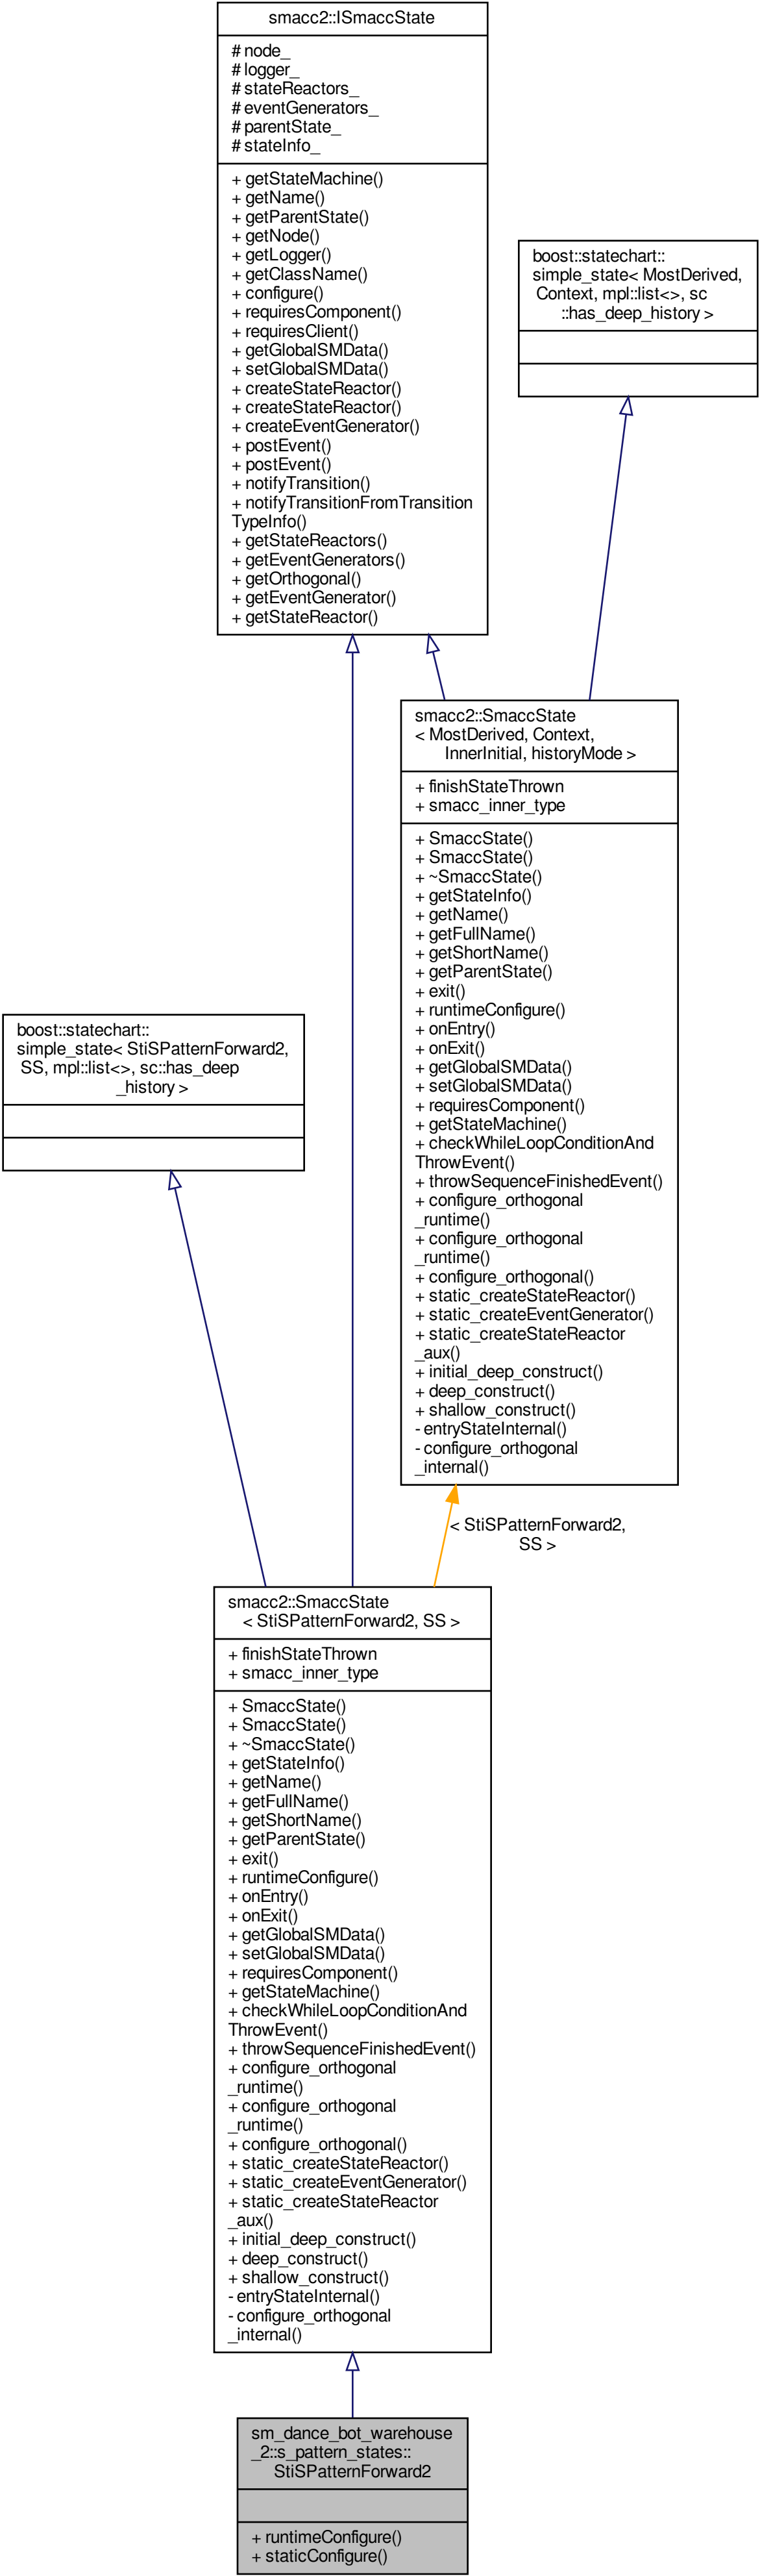 smacc2::ISmaccState
# node_
# logger_
# stateReactors_
# eventGenerators_
# parentState_
# stateInfo_
+ getStateMachine()
+ getName()
+ getParentState()
+ getNode()
+ getLogger()
+ getClassName()
+ configure()
+ requiresComponent()
+ requiresClient()
+ getGlobalSMData()
+ setGlobalSMData()
+ createStateReactor()
+ createStateReactor()
+ createEventGenerator()
+ postEvent()
+ postEvent()
+ notifyTransition()
+ notifyTransitionFromTransition
TypeInfo()
+ getStateReactors()
+ getEventGenerators()
+ getOrthogonal()
+ getEventGenerator()
+ getStateReactor()
boost::statechart::
simple_state< MostDerived,
Context, mpl::list<>, sc
::has_deep_history >
smacc2::SmaccState
< MostDerived, Context,
InnerInitial, historyMode >
+ finishStateThrown
+ smacc_inner_type
+ SmaccState()
+ SmaccState()
+ ~SmaccState()
+ getStateInfo()
+ getName()
+ getFullName()
+ getShortName()
+ getParentState()
+ exit()
+ runtimeConfigure()
+ onEntry()
+ onExit()
+ getGlobalSMData()
+ setGlobalSMData()
+ requiresComponent()
+ getStateMachine()
+ checkWhileLoopConditionAnd
ThrowEvent()
+ throwSequenceFinishedEvent()
+ configure_orthogonal
_runtime()
+ configure_orthogonal
_runtime()
+ configure_orthogonal()
+ static_createStateReactor()
+ static_createEventGenerator()
+ static_createStateReactor
_aux()
+ initial_deep_construct()
+ deep_construct()
+ shallow_construct()
- entryStateInternal()
- configure_orthogonal
_internal()
boost::statechart::
simple_state< StiSPatternForward2,
SS, mpl::list<>, sc::has_deep
_history >
< StiSPatternForward2,
SS >
smacc2::SmaccState
< StiSPatternForward2, SS >
+ finishStateThrown
+ smacc_inner_type
+ SmaccState()
+ SmaccState()
+ ~SmaccState()
+ getStateInfo()
+ getName()
+ getFullName()
+ getShortName()
+ getParentState()
+ exit()
+ runtimeConfigure()
+ onEntry()
+ onExit()
+ getGlobalSMData()
+ setGlobalSMData()
+ requiresComponent()
+ getStateMachine()
+ checkWhileLoopConditionAnd
ThrowEvent()
+ throwSequenceFinishedEvent()
+ configure_orthogonal
_runtime()
+ configure_orthogonal
_runtime()
+ configure_orthogonal()
+ static_createStateReactor()
+ static_createEventGenerator()
+ static_createStateReactor
_aux()
+ initial_deep_construct()
+ deep_construct()
+ shallow_construct()
- entryStateInternal()
- configure_orthogonal
_internal()
sm_dance_bot_warehouse
_2::s_pattern_states::
StiSPatternForward2
+ runtimeConfigure()
+ staticConfigure()